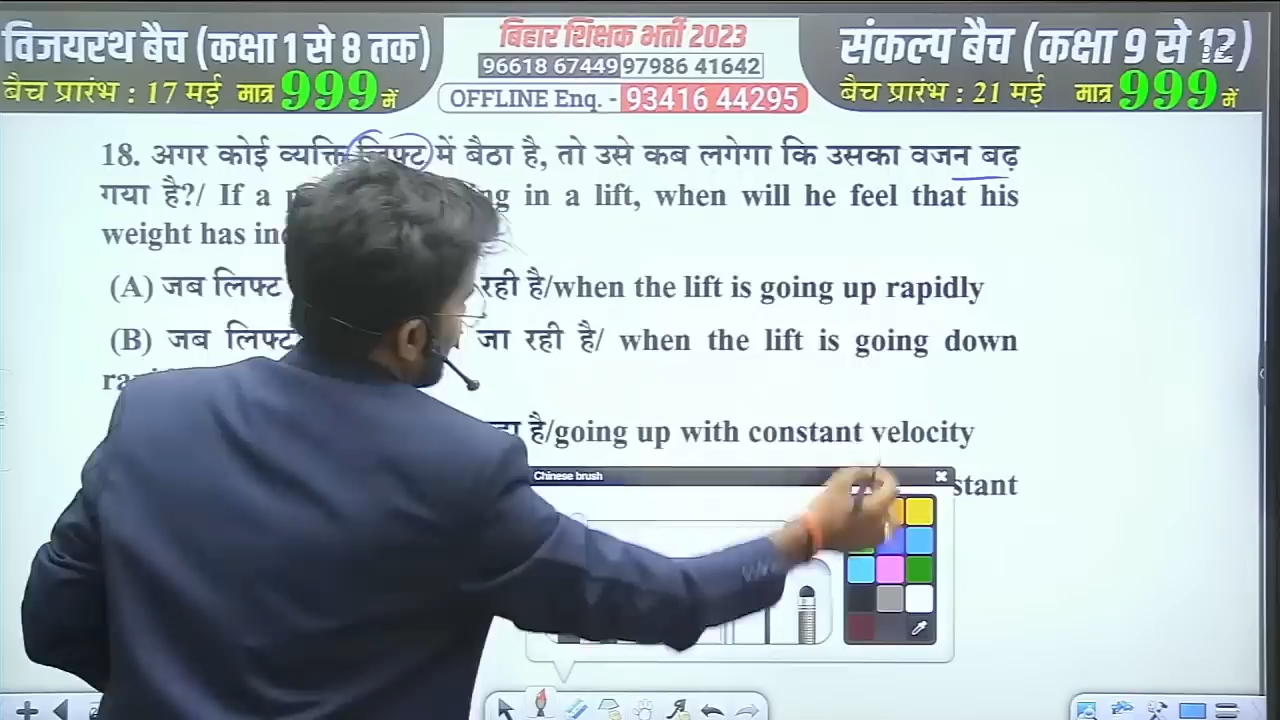 विजयरथ बैच (कक्षा 1 से 8 तक)
बैच प्रारंभ : 17 मई मात्र 999 में
बिहार शिक्षक भर्ती 2023
96618 67449 97986 41642
OFFLINE Enq. - 93416 44295
संकल्प बैच (कक्षा 9 से 12)
बैच प्रारंभ : 21 मई मात्र 999 में
18. अगर कोई व्यक्ति लिफ्ट में बैठा है, तो उसे कब लगेगा कि उसका वजन बढ़
गया है?/ If a in a lift, when will he feel that his
weight has
(A) जब लिफ्ट रही है/when the lift is going up rapidly
(B) जब लिफ्ट जा रही है/ when the lift is going down
है/going up with constant velocity
Chinese brush